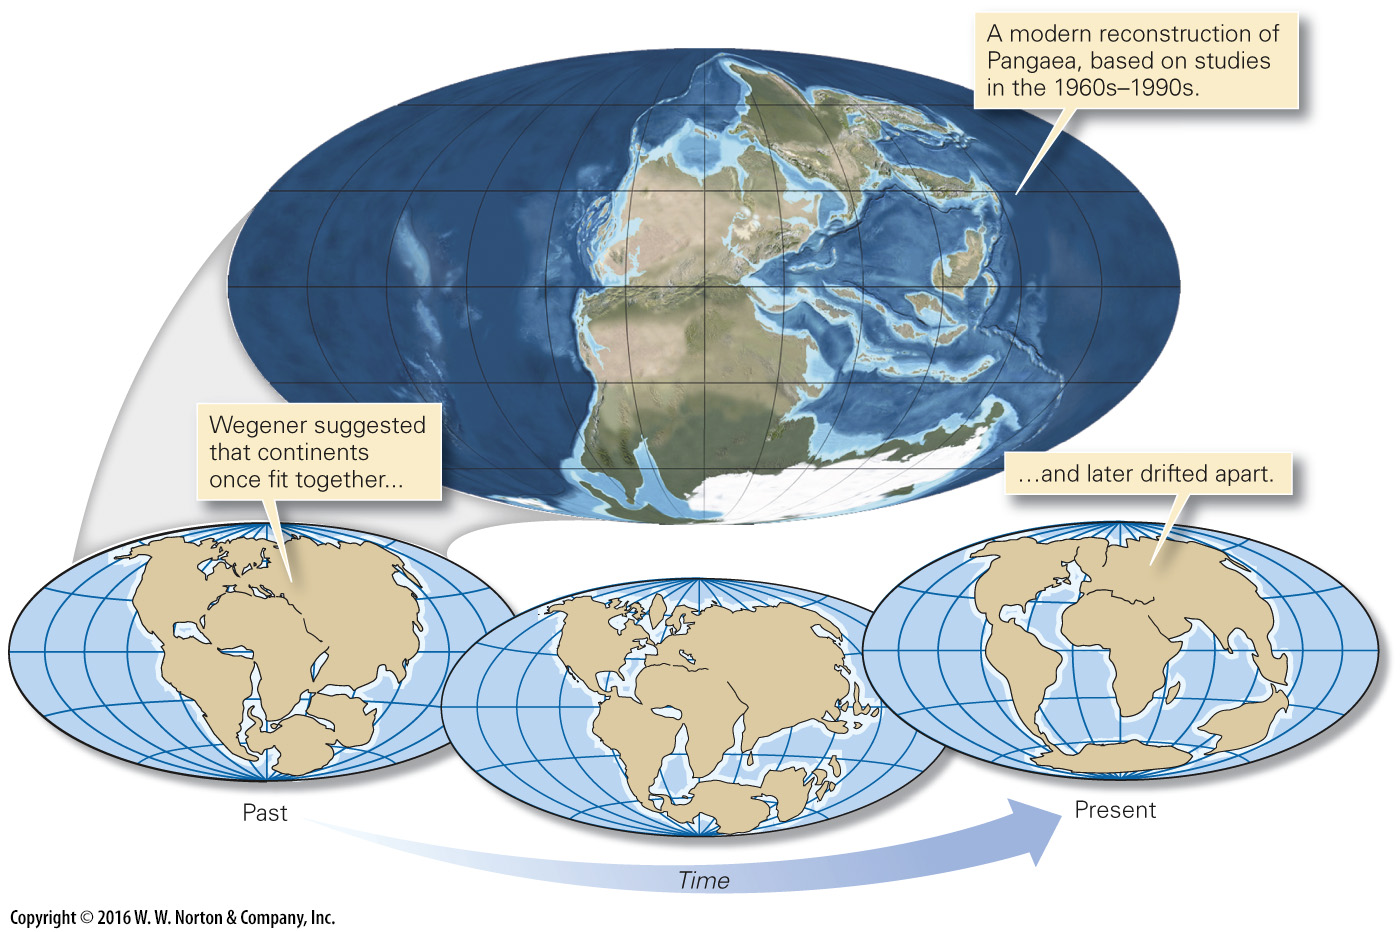 A modern reconstruction of
Pangaea, based on studies
in the 1960s–1990s.
Wegener suggested
that continents
once fit together...
...and later drifted apart.
Past
Present
Time
Copyright © 2016 W. W. Norton & Company, Inc.